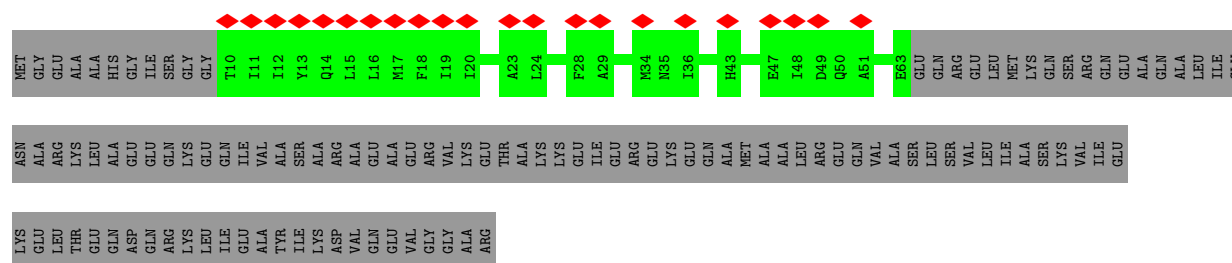 MET GLY GLU ALA ALA HIS GLY ILE SER GLY GLY T10 I11 I12 Y13 Q14 L15 L16 M17 F18 I19 I20 A23 L24 F28 A29 M34 N35 I36 H43 E47 I48 D49 Q50 A51 E63 GLU GLN ARG GLU LEU MET LYS GLN SER ARG GLN GLU ALA GLN ALA LEU ILE
ASN ALA ARG LYS LEU ALA GLU GLU GLN LYS GLU GLN ILE VAL ALA SER ALA ARG ALA GLU ALA GLU ARG VAL LYS GLU THR ALA LYS LYS GLU ILE GLU ARG GLU LYS GLU GLN ALA MET ALA ALA LEU ARG GLU GLN VAL ALA SER LEU SER VAL LEU ILE ALA SER LYS VAL ILE GLU
LYS GLU LEU THR GLU GLN ASP GLN ARG LYS LEU ILE GLU ALA TYR ILE LYS ASP VAL GLN GLU VAL GLY GLY ALA ARG